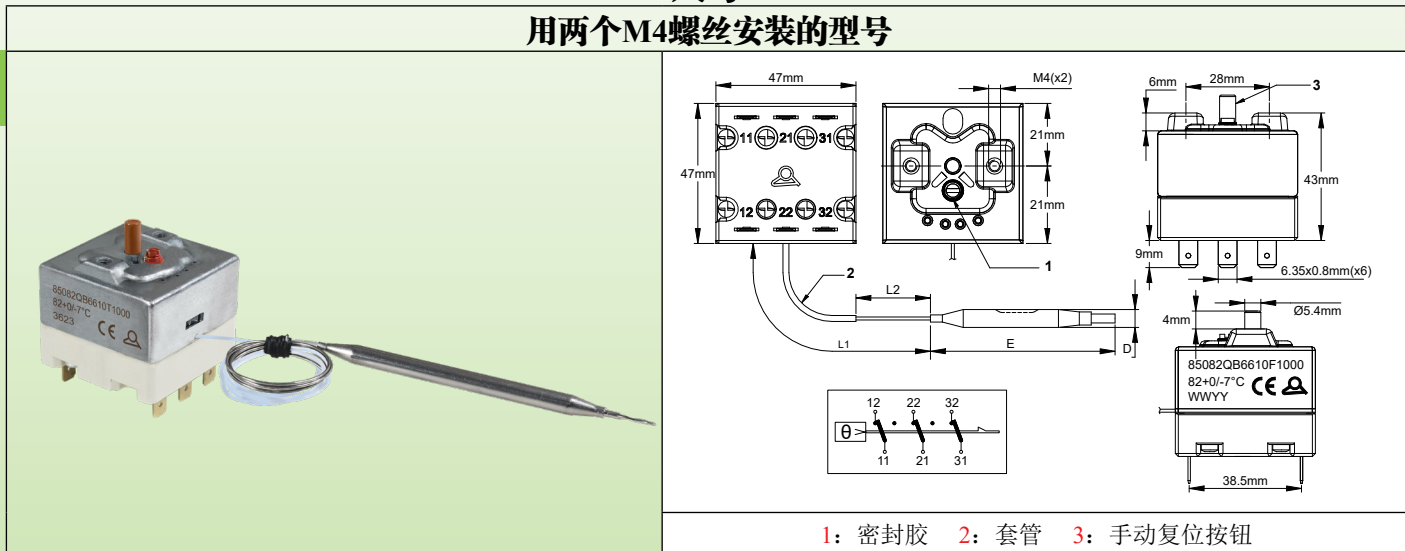 用两个M4螺丝安装的型号
85082QB6610T1000
82+0/-7°C
3623
CE
47mm
47mm
11 21 31
12 22 32
M4(x2)
21mm
21mm
1
2
L2
L1
E
D
6mm
28mm
3
43mm
9mm
6.35x0.8mm(x6)
4mm
Ø5.4mm
85082QB6610F1000
82+0/-7°C
WWYY
CE
38.5mm
12 22 32
θ
11 21 31
1：密封胶 2：套管 3：手动复位按钮